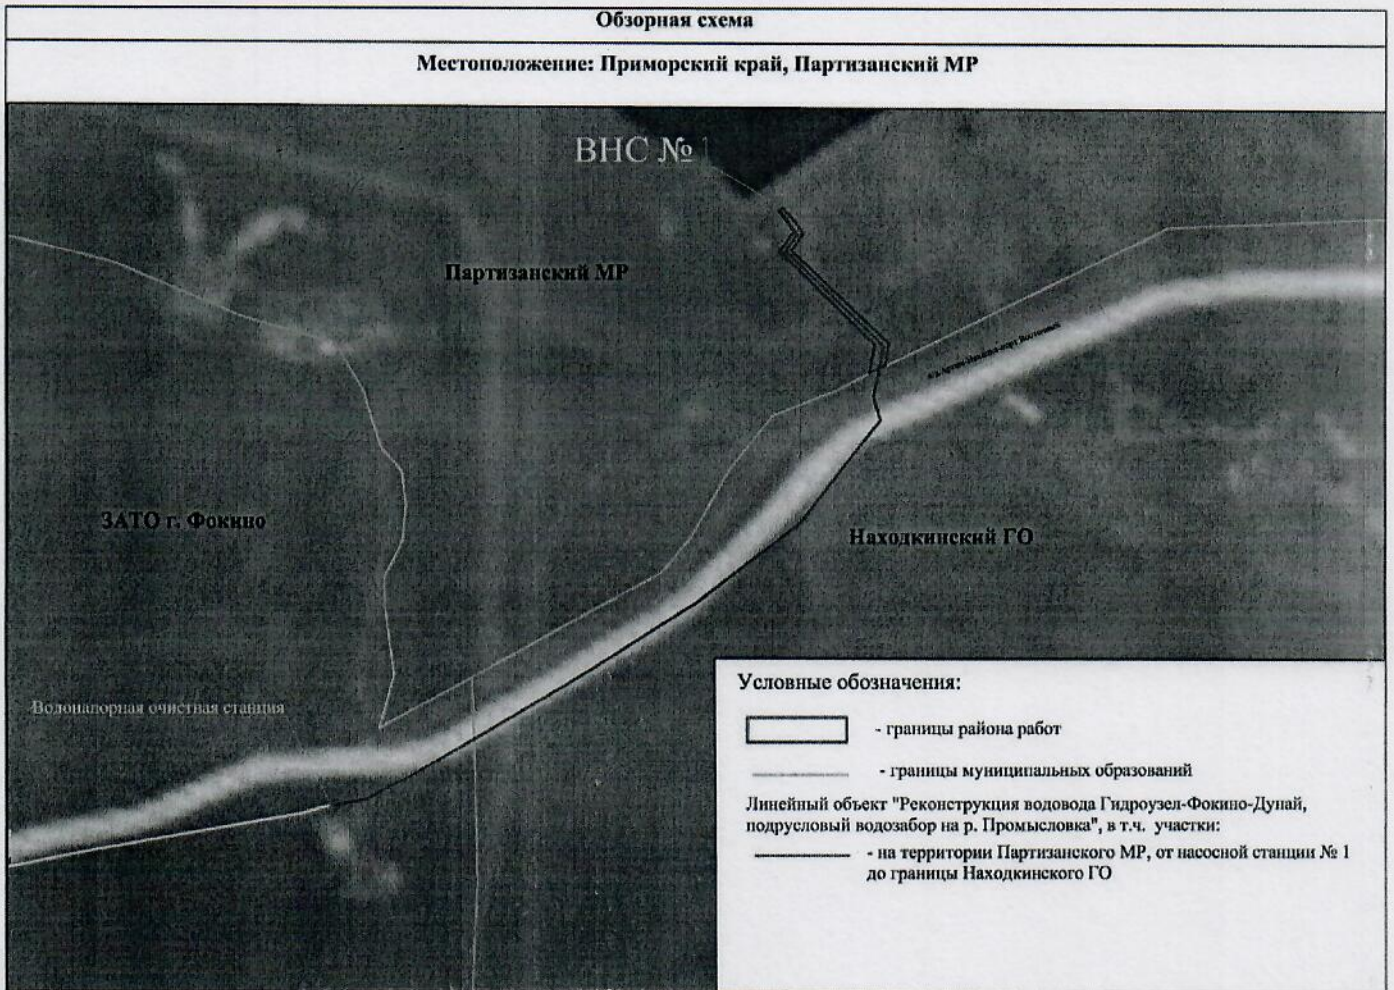 Обзорная схема
Местоположение: Приморский край, Партизанский МР
ВНС №
Партизанский МР
ЗАТО г. Фокино
Находкинский ГО
Волонапорная очистная станция
Условные обозначения:
- границы района работ
- границы муниципальных образований
Линейный объект "Реконструкция водовода Гидроузел-Фокино-Дунай,
подрусловый водозабор на р. Промысловка", в т.ч. участки:
- на территории Партизанского МР, от насосной станции № 1
до границы Находкинского ГО